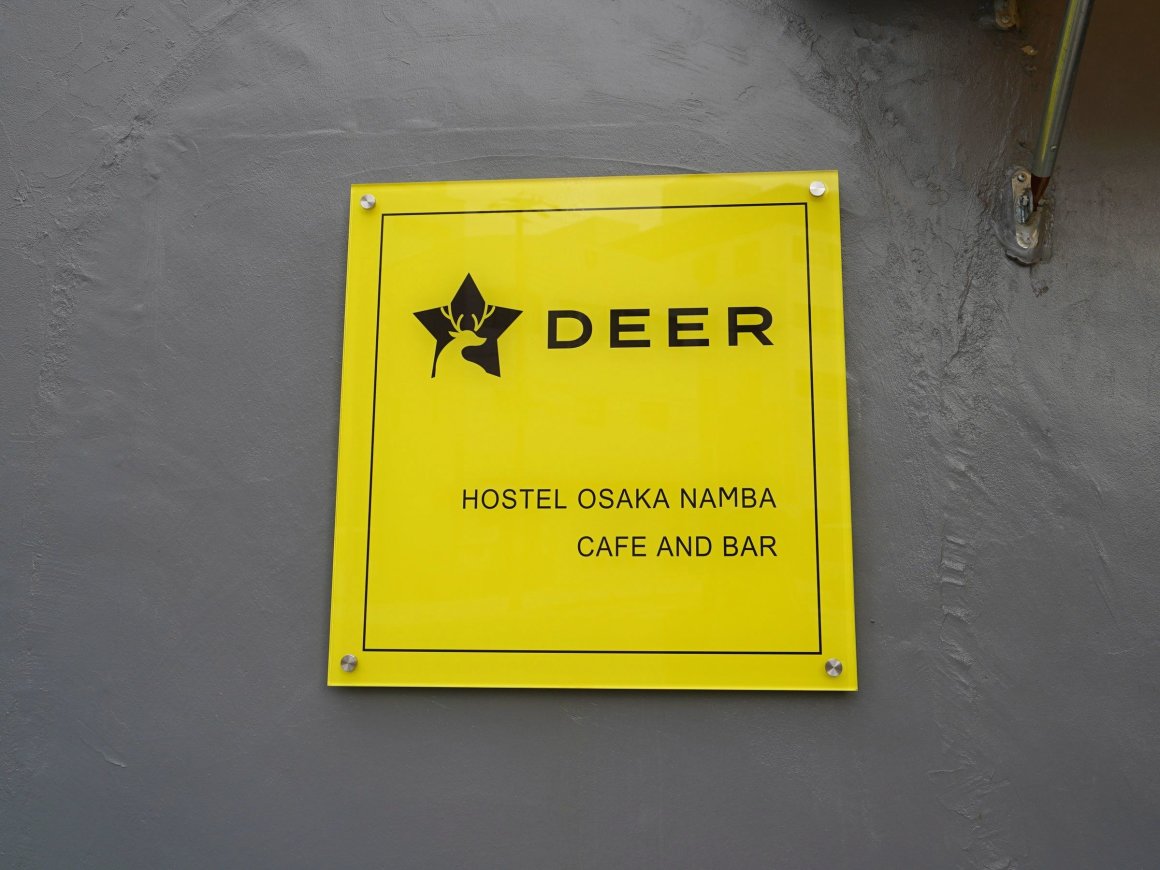 DEER
HOSTEL OSAKA NAMBA
CAFE AND BAR